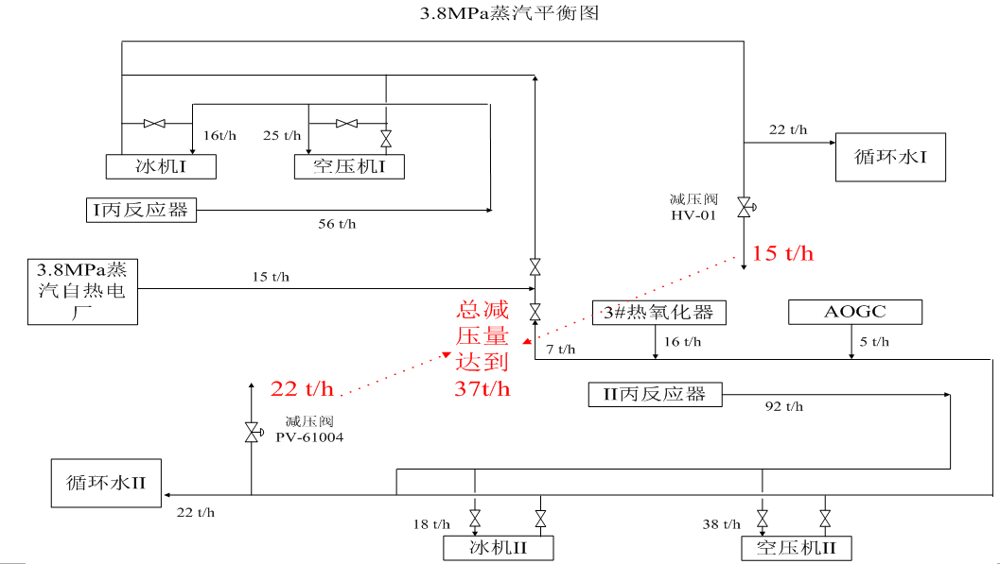 3.8MPa蒸汽平衡图
16t/h
25 t/h
22 t/h
冰机I
空压机I
循环水I
I丙反应器
56 t/h
减压阀
HV-01
15 t/h
3.8MPa蒸
汽自热电
厂
15 t/h
总减
压量
达到
37t/h
3#热氧化器
AOGC
16 t/h
5 t/h
7 t/h
22 t/h
II丙反应器
92 t/h
减压阀
PV-61004
循环水II
22 t/h
18 t/h
38 t/h
冰机II
空压机II